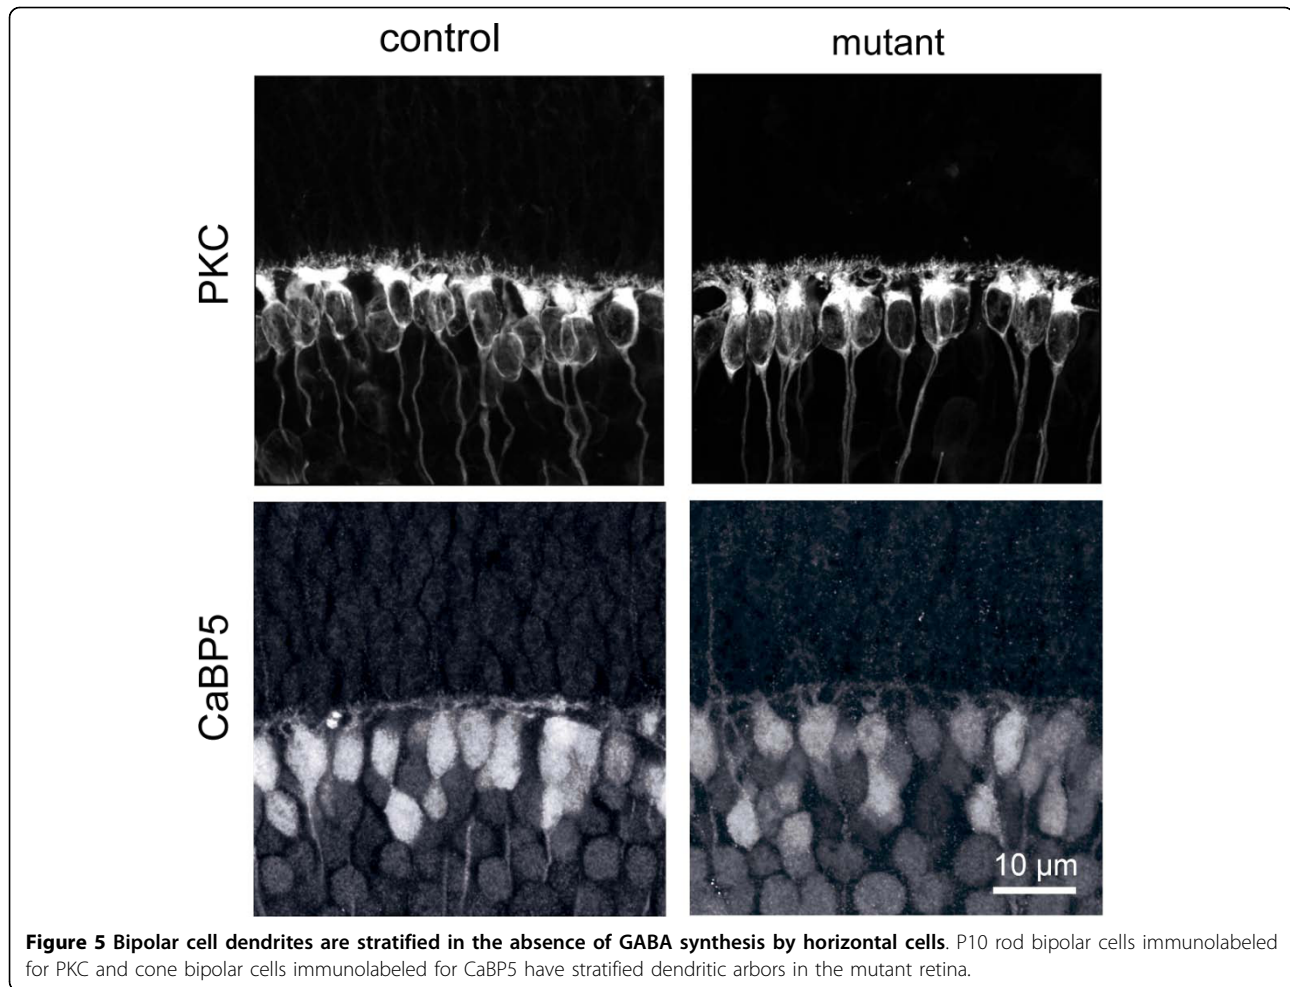 control
mutant
PKC
CaBP5
10 µm
Figure 5 Bipolar cell dendrites are stratified in the absence of GABA synthesis by horizontal cells. P10 rod bipolar cells immunolabeled
for PKC and cone bipolar cells immunolabeled for CaBP5 have stratified dendritic arbors in the mutant retina.